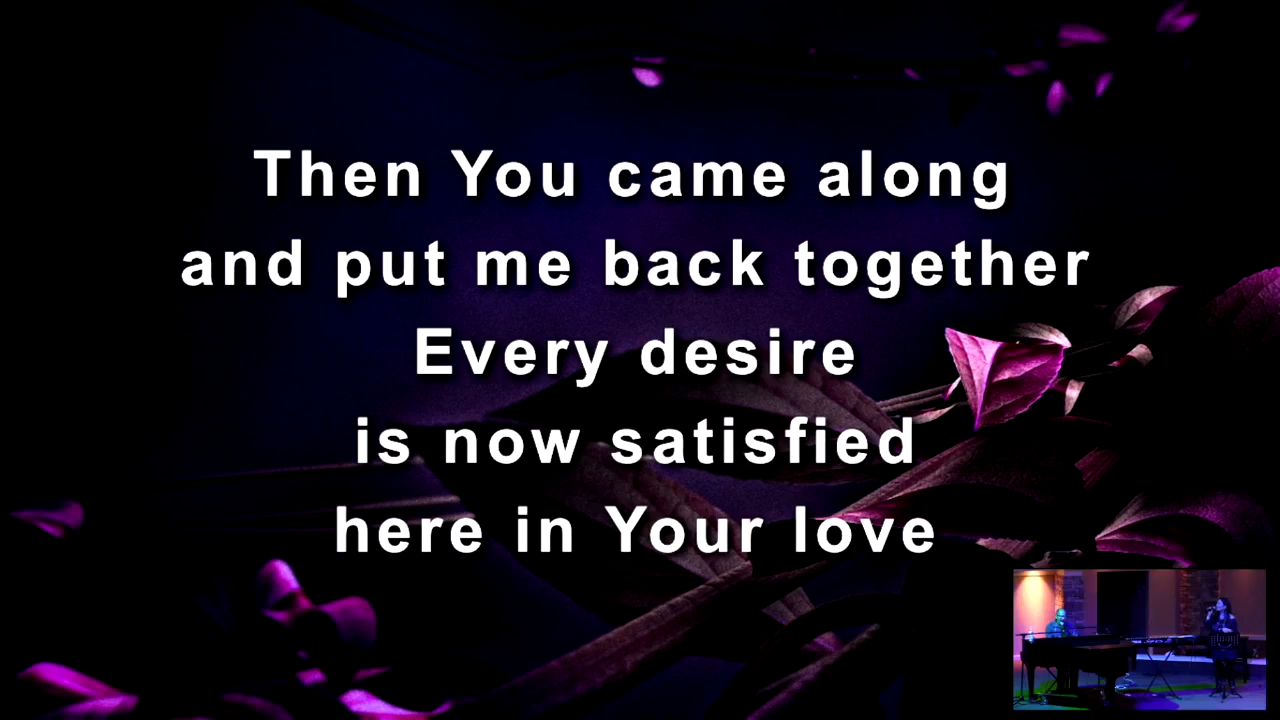 Then You came along
and put me back together
Every desire
is now satisfied
here in Your love